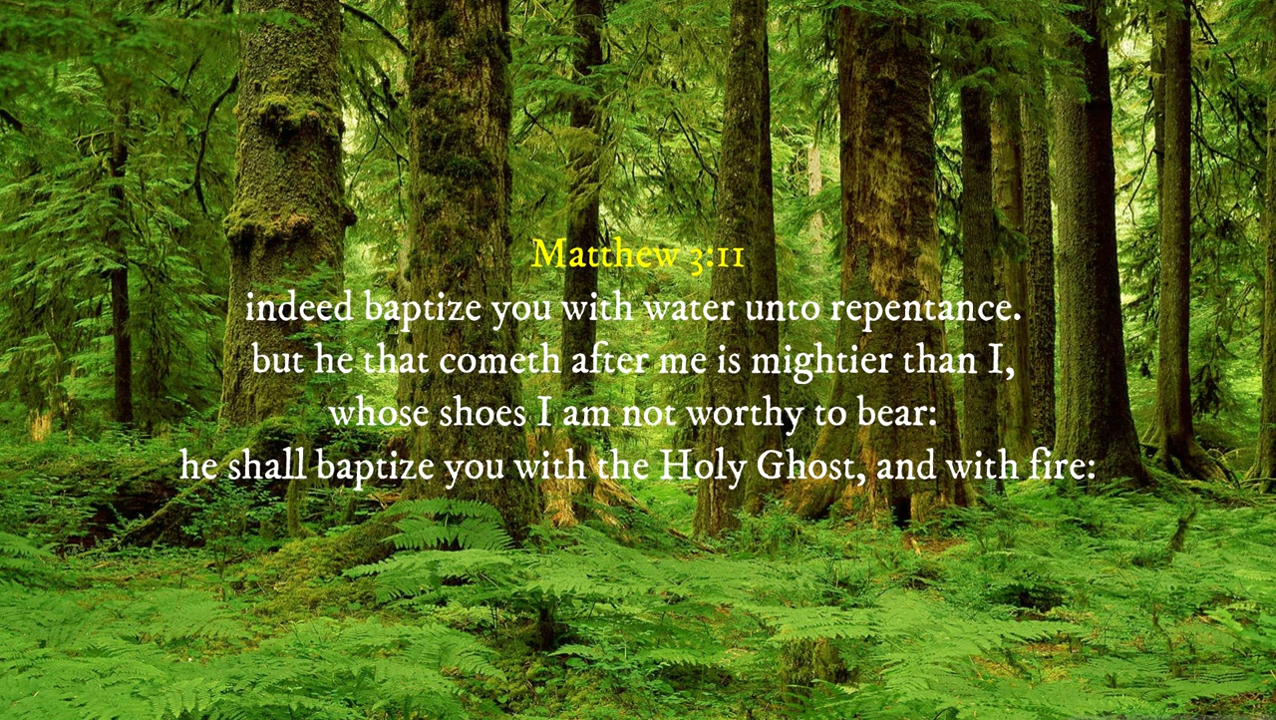 Matthew 3:11
indeed baptize you with water unto repentance.
but he that cometh after me is mightier than I,
whose shoes I am not worthy to bear:
he shall baptize you with the Holy Ghost, and with fire: